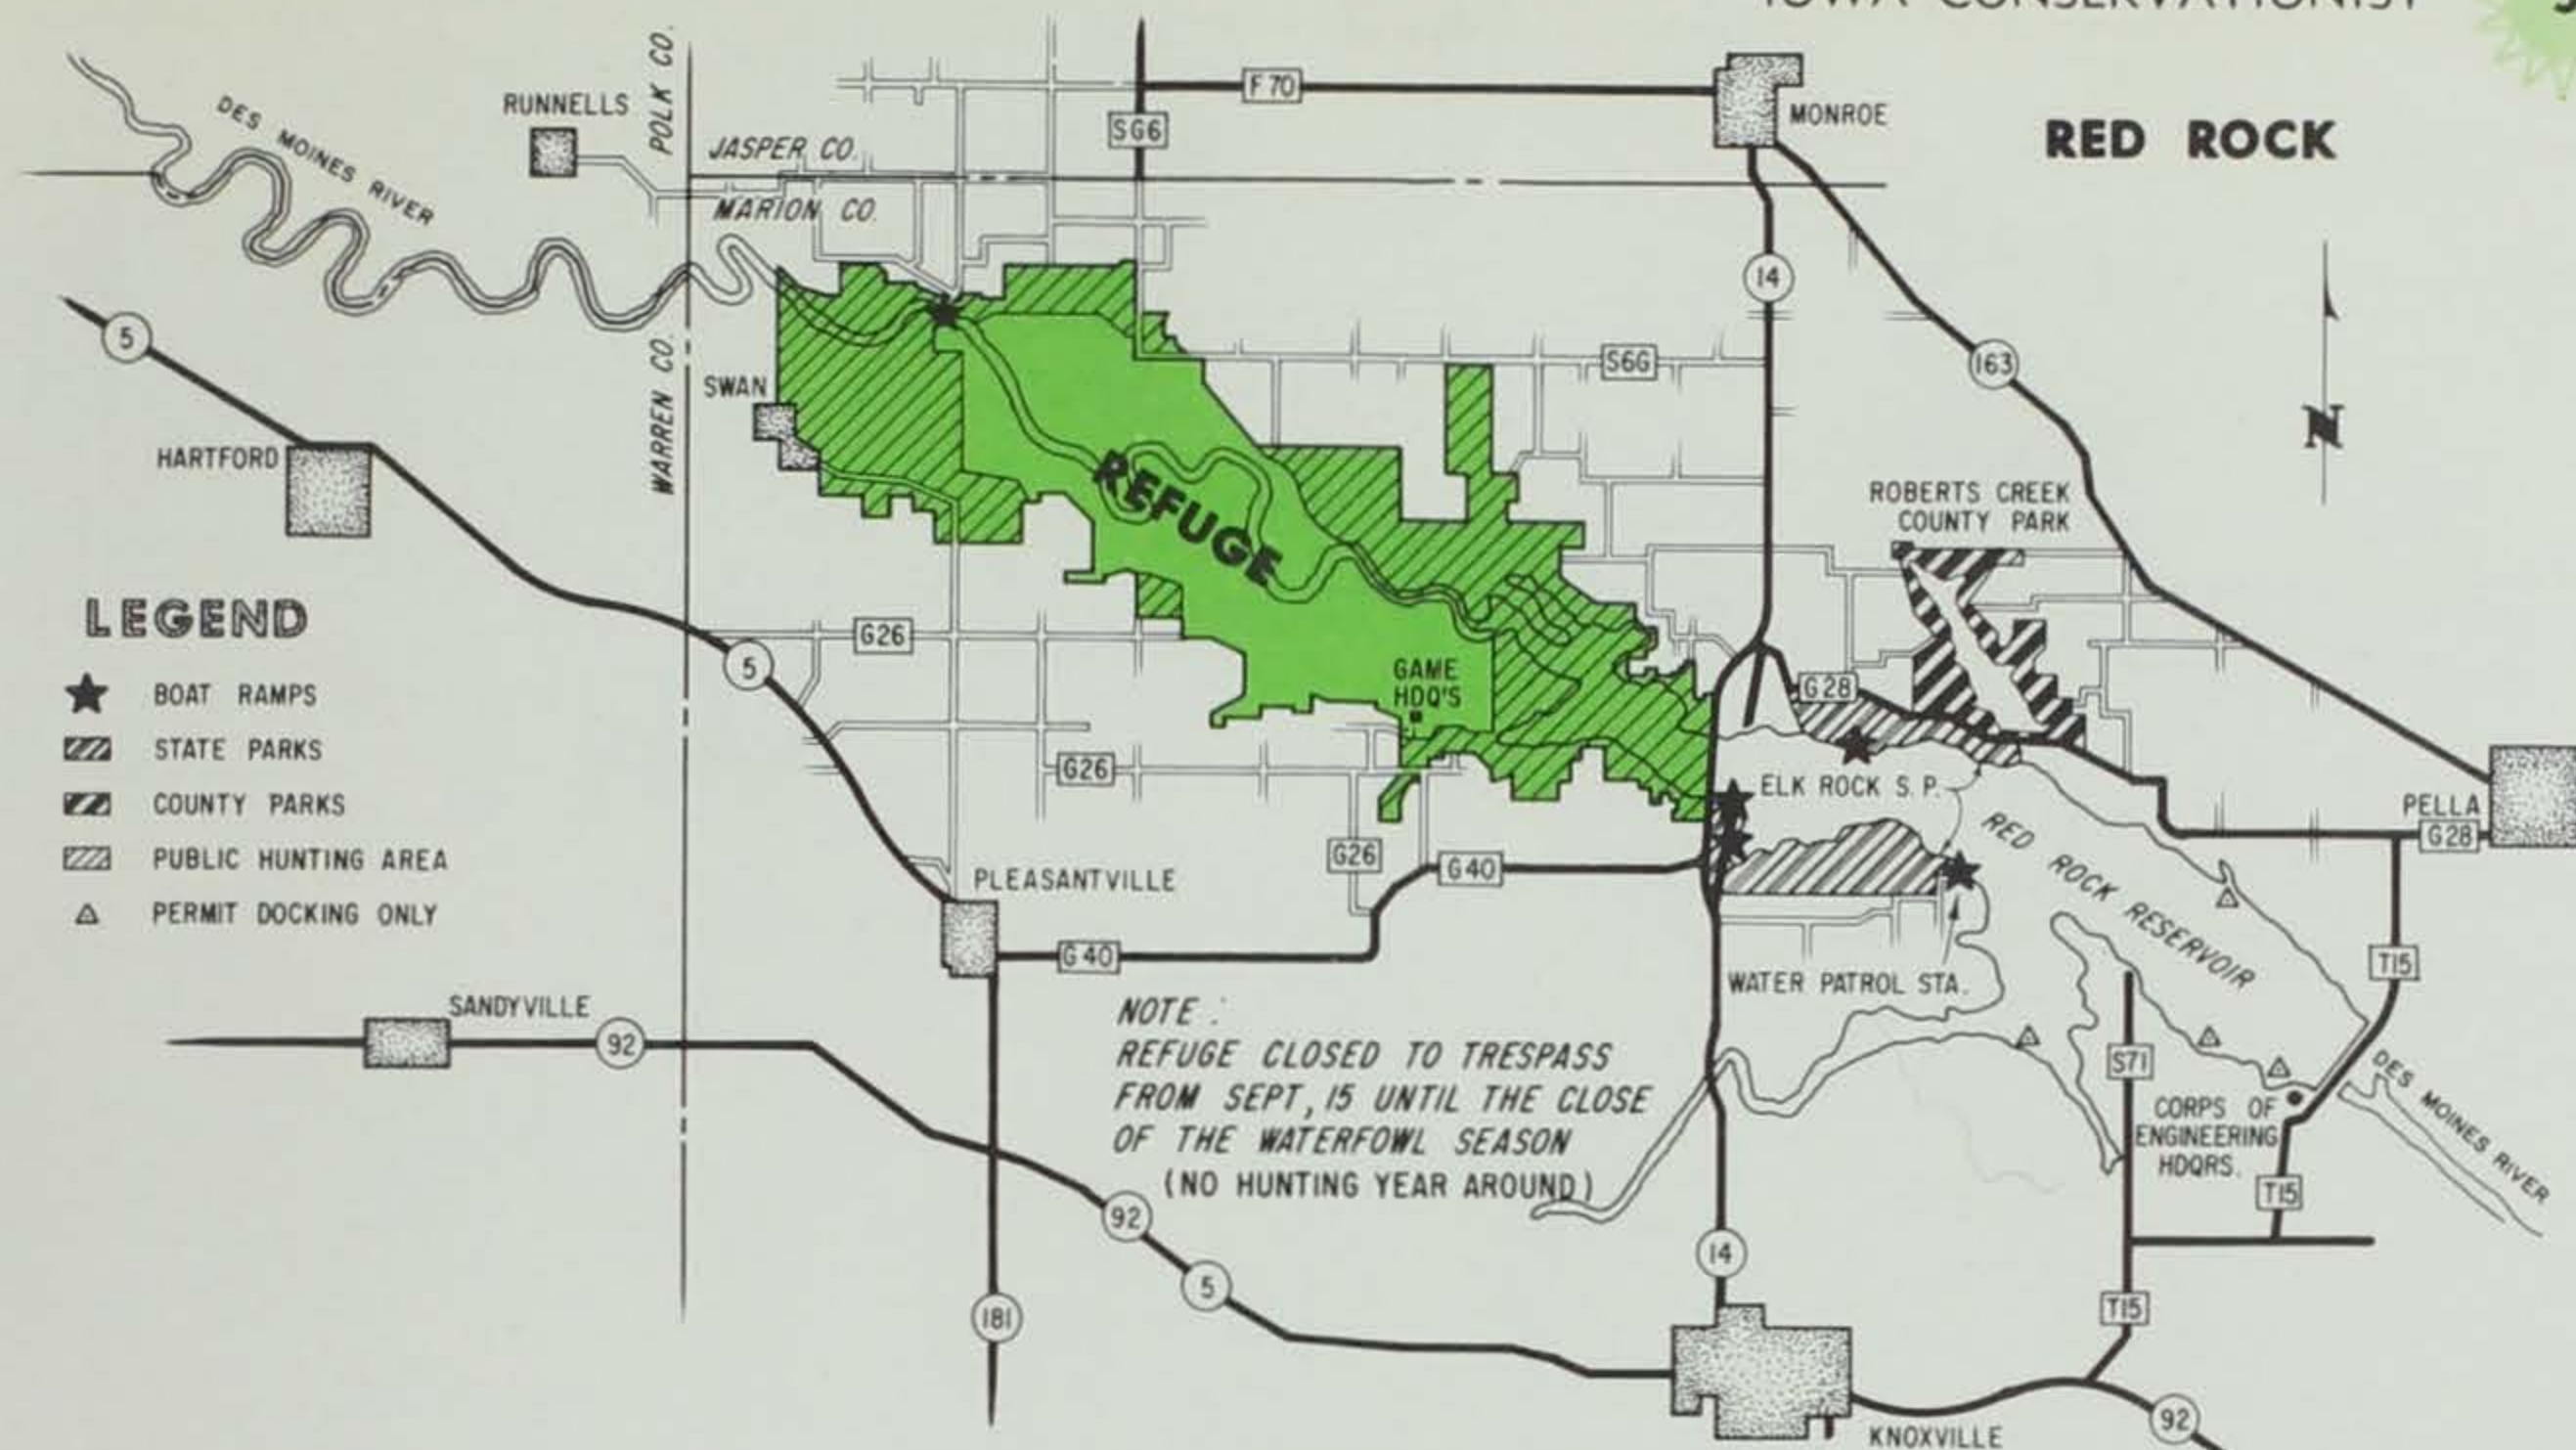 IOWA CONSERVATIONIST
RED ROCK
DES MOINES RIVER
RUNNELLS
POLK CO.
JASPER CO.
MARION CO.
WARREN CO.
SG6
F 70
MONROE
14
163
N
5
SWAN
HARTFORD
S6G
REFUGE
ROBERTS CREEK
COUNTY PARK
LEGEND
BOAT RAMPS
STATE PARKS
COUNTY PARKS
PUBLIC HUNTING AREA
PERMIT DOCKING ONLY
G26
5
GAME
HDQ'S
G28
G26
ELK ROCK S. P.
RED ROCK RESERVOIR
PELLA
G28
G26
G40
PLEASANTVILLE
G40
T15
WATER PATROL STA.
SANDYVILLE
92
NOTE :
REFUGE CLOSED TO TRESPASS
FROM SEPT, 15 UNTIL THE CLOSE
OF THE WATERFOWL SEASON
(NO HUNTING YEAR AROUND)
S71
CORPS OF
ENGINEERING
HDQRS.
DES MOINES RIVER
T15
92
5
14
181
T15
KNOXVILLE
92